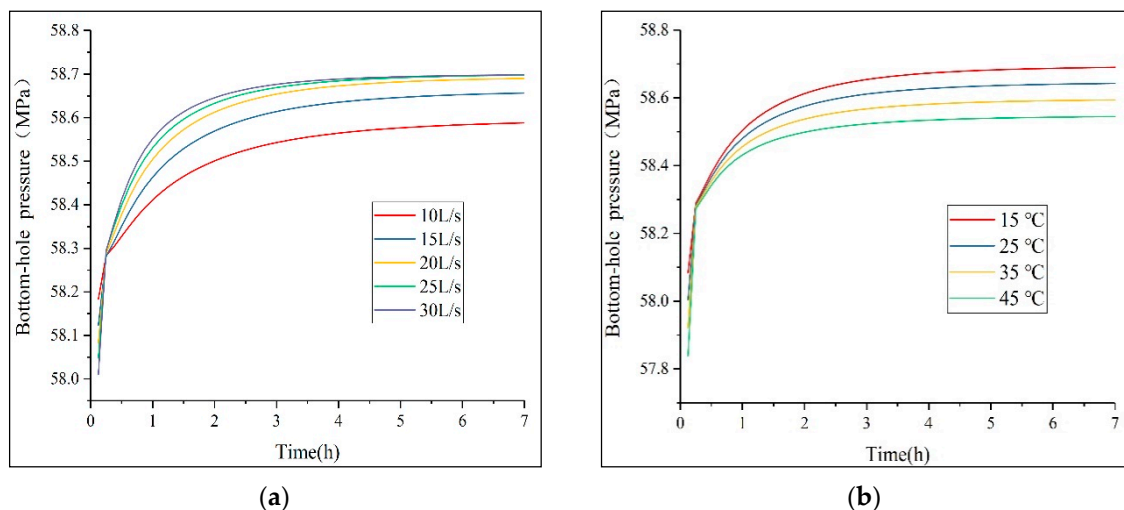 58.8
58.7
58.6
58.5
58.4
58.3
58.2
58.1
58.0
Bottom-hole pressure（MPa）
10L/s
15L/s
20L/s
25L/s
30L/s
0 1 2 3 4 5 6 7
Time(h)
(a)
58.8
58.6
58.4
58.2
58.0
57.8
Bottom-hole pressure（MPa）
15 ℃
25 ℃
35 ℃
45 ℃
0 1 2 3 4 5 6 7
Time(h)
(b)